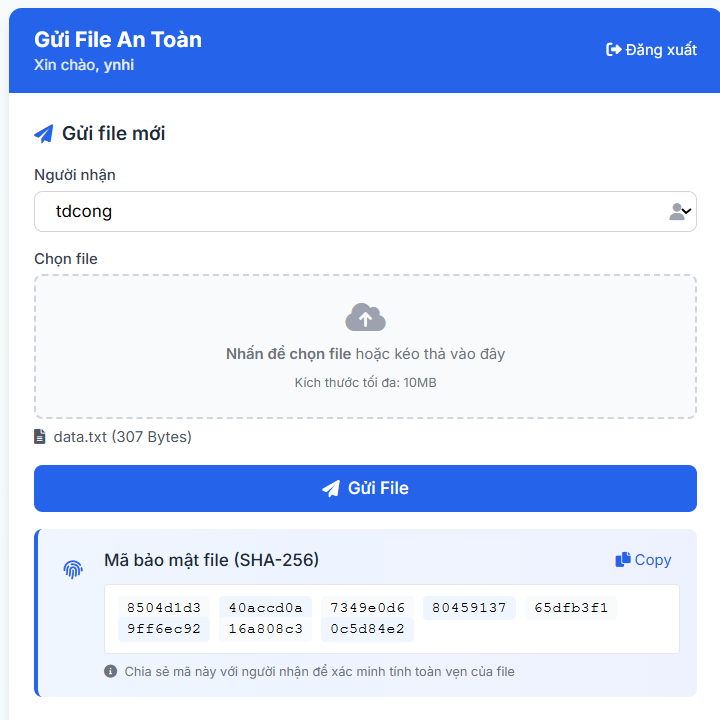 Gửi File An Toàn
Xin chào, ynhi
Đăng xuất
Gửi file mới
Người nhận
tdcong
Chọn file
Nhấn để chọn file hoặc kéo thả vào đây
Kích thước tối đa: 10MB
data.txt (307 Bytes)
Gửi File
Mã bảo mật file (SHA-256)
Copy
8504d1d3 40accd0a 7349e0d6 80459137 65dfb3f1
9ff6ec92 16a808c3 0c5d84e2
Chia sẻ mã này với người nhận để xác minh tính toàn vẹn của file